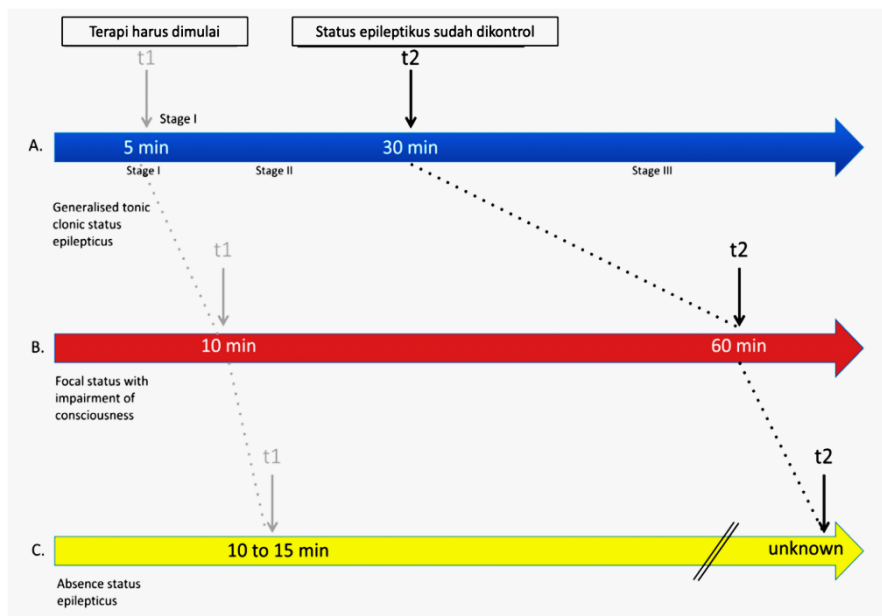 Terapi harus dimulai
Status epileptikus sudah dikontrol
t1
t2
Stage I
A.
5 min
30 min
Stage I
Stage II
Stage III
Generalised tonic
clonic status
epilepticus
t1
t2
B.
10 min
60 min
Focal status with
impairment of
consciousness
t1
t2
C.
10 to 15 min
unknown
Absence status
epilepticus